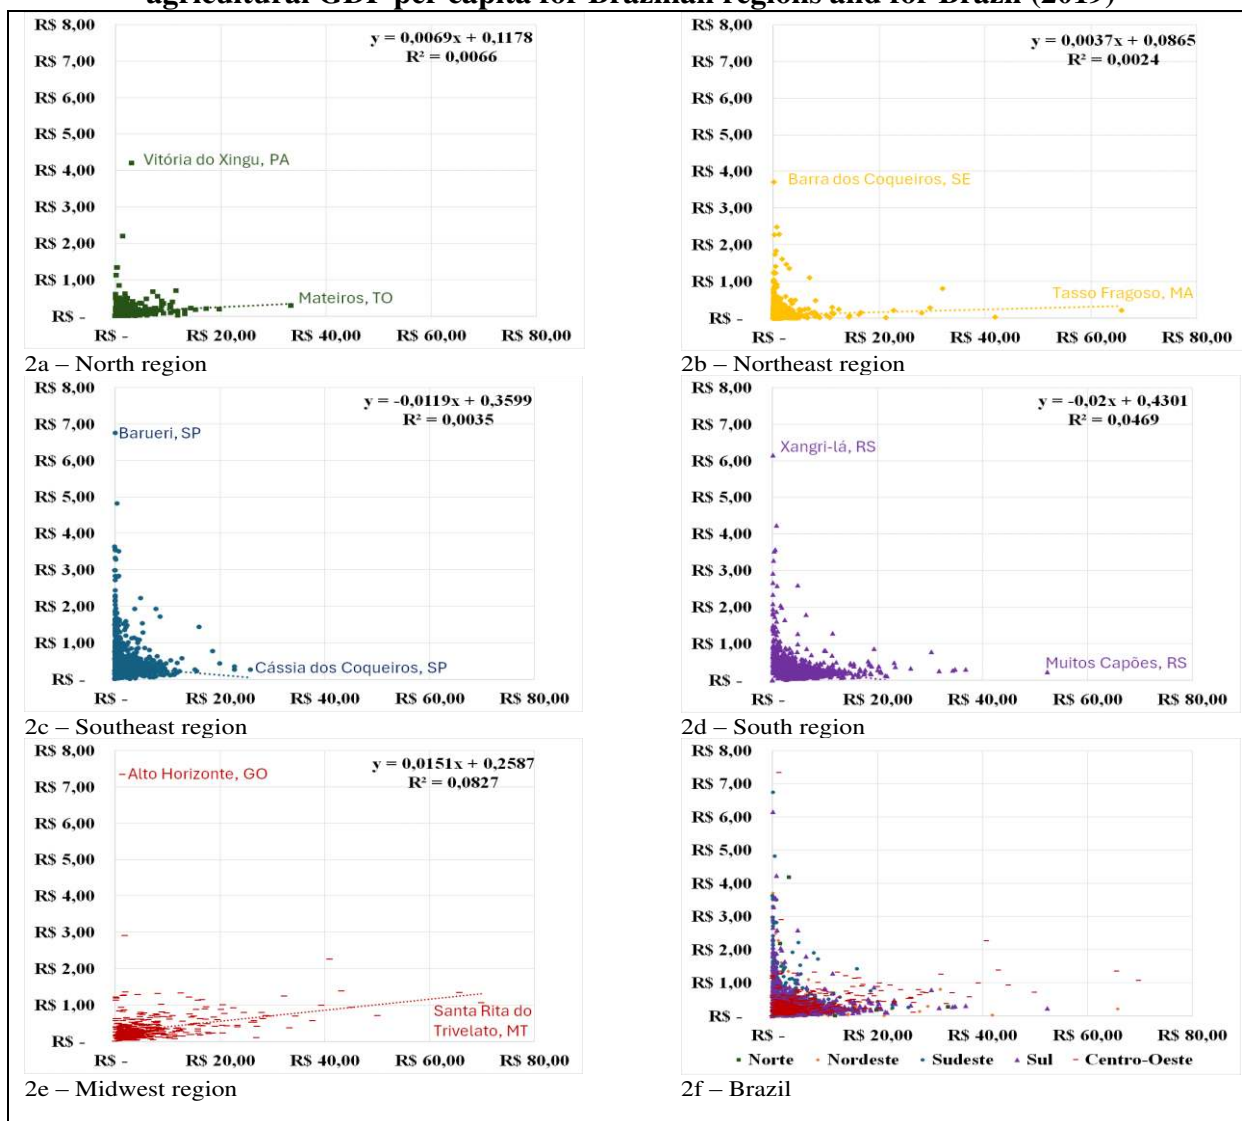 agricultural GDP per capita for Brazilian regions and for Brazil (2019)
R$ 8,00
y = 0,0069x + 0,1178
R² = 0,0066
R$ 7,00
R$ 6,00
R$ 5,00
Vitória do Xingu, PA
R$ 4,00
R$ 3,00
R$ 2,00
R$ 1,00
Mateiros, TO
R$ -
R$ - R$ 20,00 R$ 40,00 R$ 60,00 R$ 80,00
2a – North region
R$ 8,00
y = 0,0037x + 0,0865
R² = 0,0024
R$ 7,00
R$ 6,00
R$ 5,00
R$ 4,00
Barra dos Coqueiros, SE
R$ 3,00
R$ 2,00
R$ 1,00
Tasso Fragoso, MA
R$ -
R$ - R$ 20,00 R$ 40,00 R$ 60,00 R$ 80,00
2b – Northeast region
R$ 8,00
y = -0,0119x + 0,3599
R² = 0,0035
R$ 7,00
Barueri, SP
R$ 6,00
R$ 5,00
R$ 4,00
R$ 3,00
R$ 2,00
R$ 1,00
Cássia dos Coqueiros, SP
R$ -
R$ - R$ 20,00 R$ 40,00 R$ 60,00 R$ 80,00
2c – Southeast region
R$ 8,00
y = -0,02x + 0,4301
R² = 0,0469
R$ 7,00
Xangri-lá, RS
R$ 6,00
R$ 5,00
R$ 4,00
R$ 3,00
R$ 2,00
R$ 1,00
Muitos Capões, RS
R$ -
R$ - R$ 20,00 R$ 40,00 R$ 60,00 R$ 80,00
2d – South region
R$ 8,00
y = 0,0151x + 0,2587
R² = 0,0827
Alto Horizonte, GO
R$ 7,00
R$ 6,00
R$ 5,00
R$ 4,00
R$ 3,00
R$ 2,00
R$ 1,00
Santa Rita do
Trivelato, MT
R$ -
R$ - R$ 20,00 R$ 40,00 R$ 60,00 R$ 80,00
2e – Midwest region
R$ 8,00
R$ 7,00
R$ 6,00
R$ 5,00
R$ 4,00
R$ 3,00
R$ 2,00
R$ 1,00
R$ -
R$ - R$ 20,00 R$ 40,00 R$ 60,00 R$ 80,00
Norte Nordeste Sudeste Sul Centro-Oeste
2f – Brazil